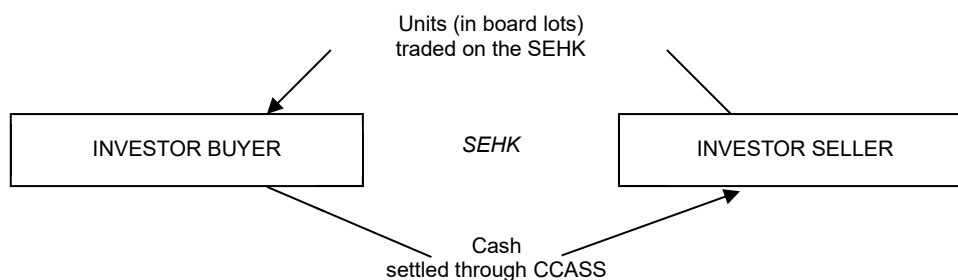 Units (in board lots)
traded on the SEHK
INVESTOR BUYER
SEHK
INVESTOR SELLER
Cash
settled through CCASS